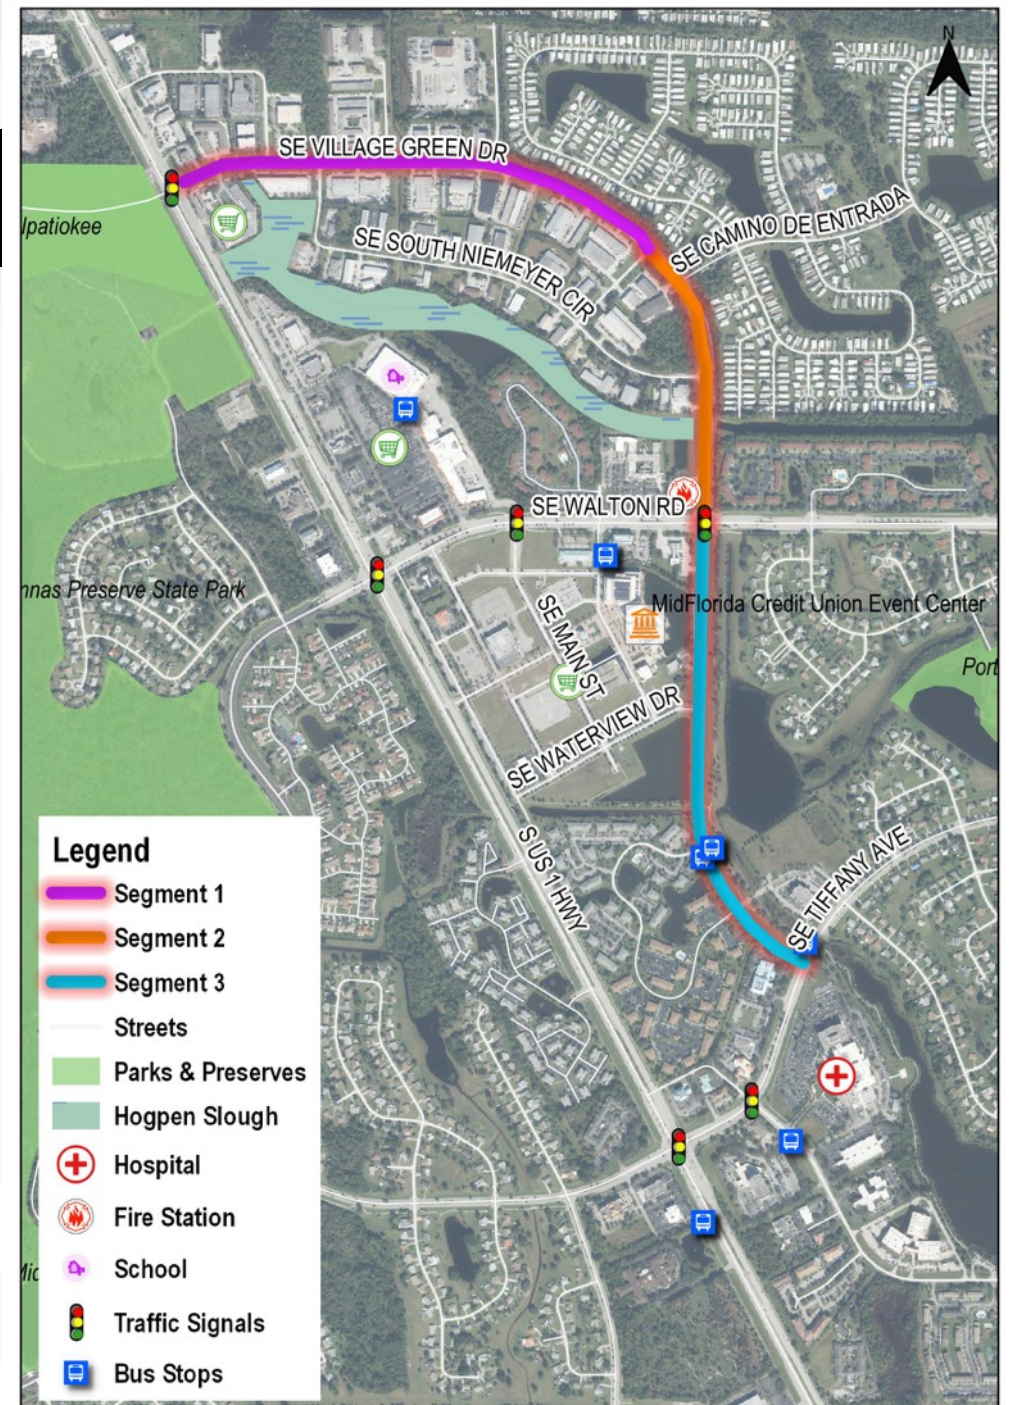 N
SE VILLAGE GREEN DR
lpatiokee
SE CAMINO DE ENTRADA
SE SOUTH NIEMEYER CIR
SE WALTON RD
nnas Preserve State Park
MidFlorida Credit Union Event Center
SE MAIN ST
Port
SE WATERVIEW DR
S US 1 HWY
SE TIFFANY AVE
Legend
Segment 1
Segment 2
Segment 3
Streets
Parks & Preserves
Hogpen Slough
Hospital
Fire Station
School
Traffic Signals
Bus Stops